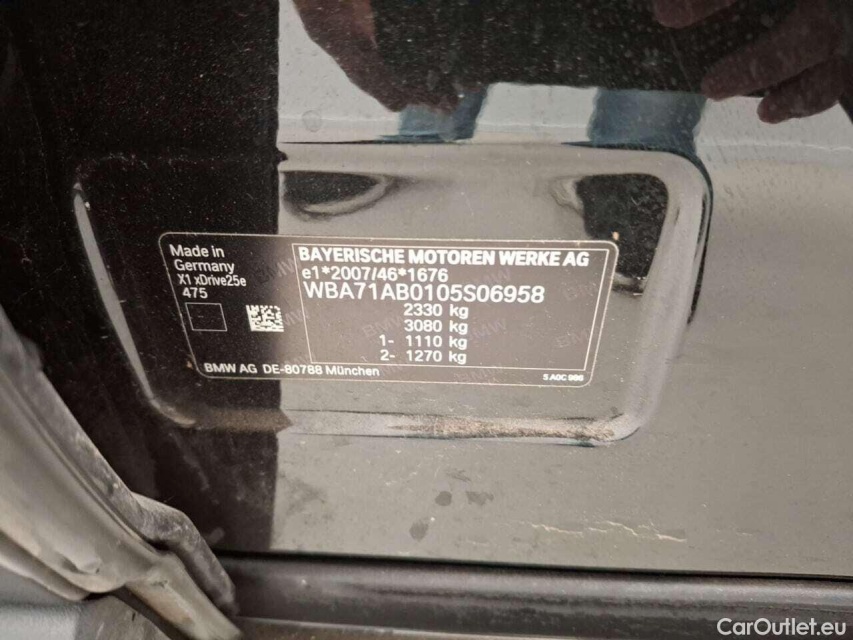 Made in
Germany
X1 xDrive25e
475
BAYERISCHE MOTOREN WERKE AG
e1*2007/46*1676
WBA71AB0105S06958
2330 kg
3080 kg
1- 1110 kg
2- 1270 kg
BMW AG DE-80788 München
CarOutlet.eu